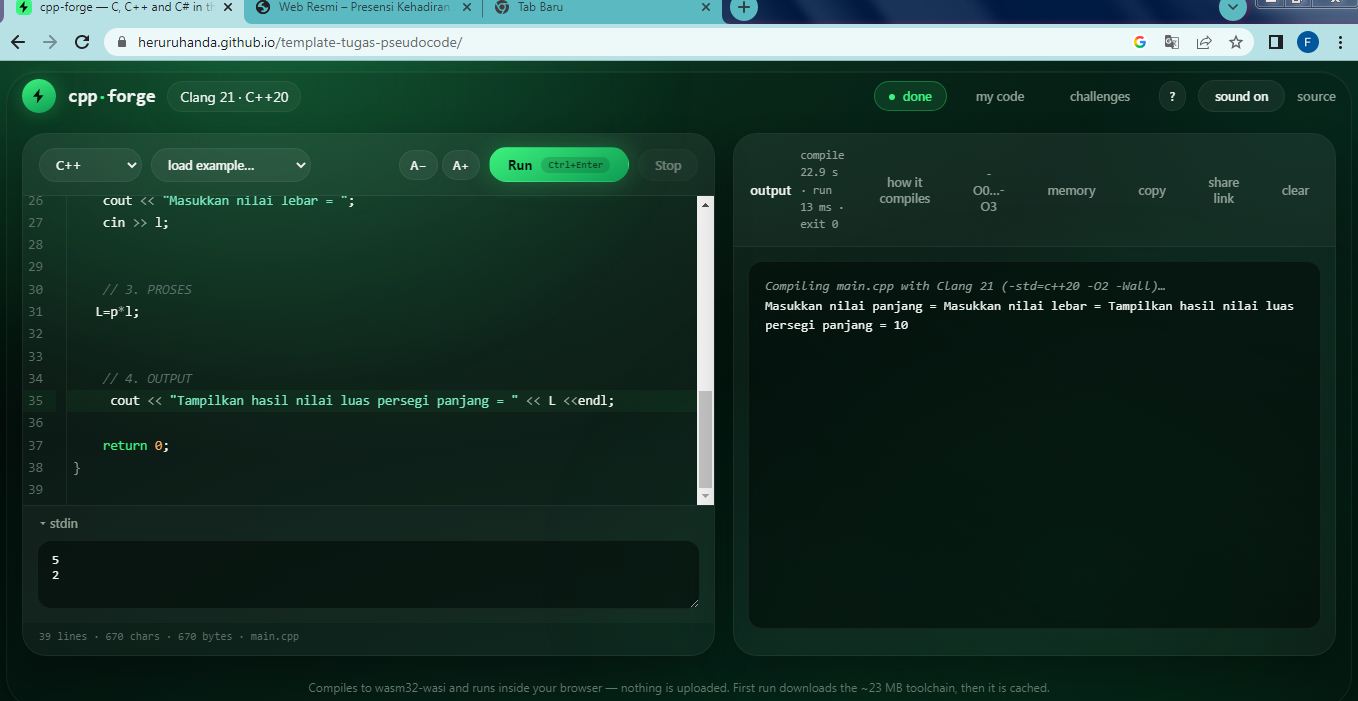 cpp-forge — C, C++ and C# in th
Web Resmi – Presensi Kehadiran
Tab Baru
heruruhanda.github.io/template-tugas-pseudocode/
F
cpp·forge
Clang 21 · C++20
done
my code
challenges
?
sound on
source
C++
load example...
A−
A+
Run Ctrl+Enter
Stop
26 cout << "Masukkan nilai lebar = ";
27 cin >> l;
28
29
30 // 3. PROSES
31 L=p*l;
32
33
34 // 4. OUTPUT
35 cout << "Tampilkan hasil nilai luas persegi panjang = " << L <<endl;
36
37 return 0;
38 }
39
stdin
5
2
39 lines · 670 chars · 670 bytes · main.cpp
output
compile
22.9 s
· run
13 ms ·
exit 0
how it
compiles
-
O0…-
O3
memory
copy
share
link
clear
Compiling main.cpp with Clang 21 (-std=c++20 -O2 -Wall)…
Masukkan nilai panjang = Masukkan nilai lebar = Tampilkan hasil nilai luas
persegi panjang = 10
Compiles to wasm32-wasi and runs inside your browser — nothing is uploaded. First run downloads the ~23 MB toolchain, then it is cached.